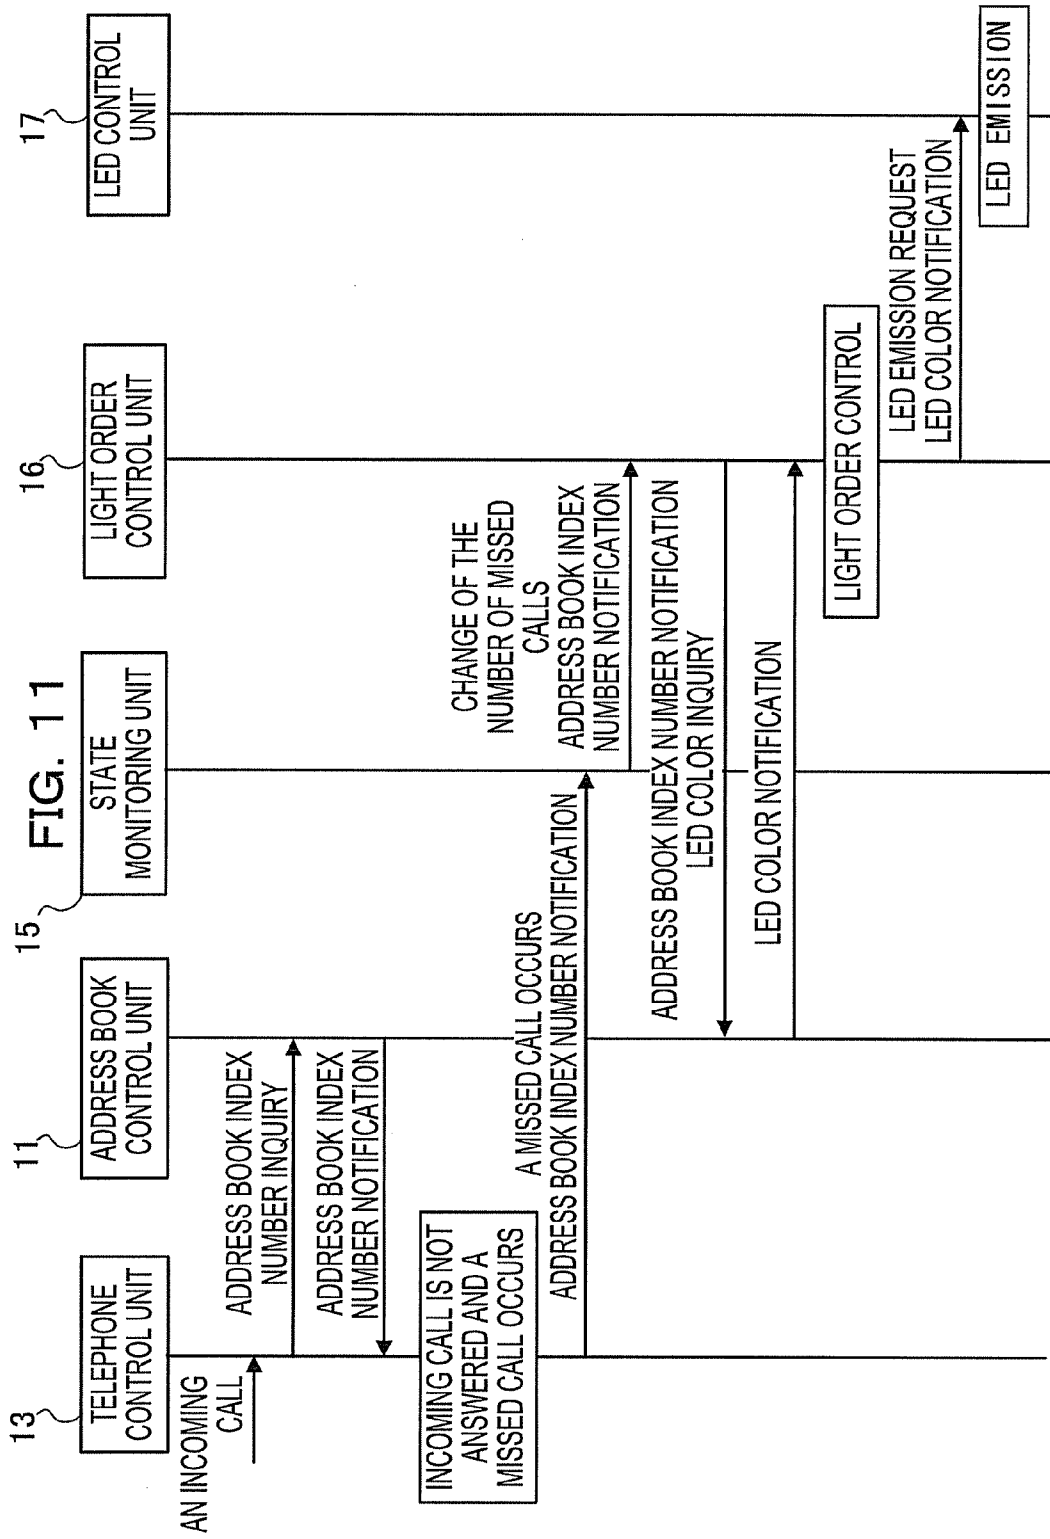 FIG. 11
13
TELEPHONE
CONTROL UNIT
11
ADDRESS BOOK
CONTROL UNIT
15
STATE
MONITORING UNIT
16
LIGHT ORDER
CONTROL UNIT
17
LED CONTROL
UNIT
AN INCOMING
CALL
ADDRESS BOOK INDEX
NUMBER INQUIRY
ADDRESS BOOK INDEX
NUMBER NOTIFICATION
INCOMING CALL IS NOT
ANSWERED AND A
MISSED CALL OCCURS
A MISSED CALL OCCURS
ADDRESS BOOK INDEX NUMBER NOTIFICATION
CHANGE OF THE
NUMBER OF MISSED
CALLS
ADDRESS BOOK INDEX
NUMBER NOTIFICATION
ADDRESS BOOK INDEX NUMBER NOTIFICATION
LED COLOR INQUIRY
LED COLOR NOTIFICATION
LIGHT ORDER CONTROL
LED EMISSION REQUEST
LED COLOR NOTIFICATION
LED EMISSION